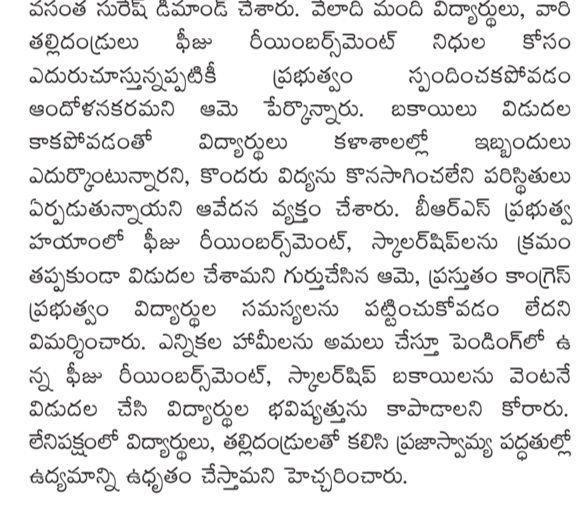 వసంత సురేష్ డిమాండ్ చేశారు. వేలాది మంది విద్యార్థులు, వారి
తల్లిదండ్రులు ఫీజు రీయింబర్స్‌మెంట్ నిధుల కోసం
ఎదురుచూస్తున్నప్పటికీ ప్రభుత్వం స్పందించకపోవడం
ఆందోళనకరమని ఆమె పేర్కొన్నారు. బకాయిలు విడుదల
కాకపోవడంతో విద్యార్థులు కళాశాలల్లో ఇబ్బందులు
ఎదుర్కొంటున్నారని, కొందరు విద్యను కొనసాగించలేని పరిస్థితులు
ఏర్పడుతున్నాయని ఆవేదన వ్యక్తం చేశారు. బీఆర్ఎస్ ప్రభుత్వ
హయాంలో ఫీజు రీయింబర్స్‌మెంట్, స్కాలర్‌షిప్‌లను క్రమం
తప్పకుండా విడుదల చేశామని గుర్తుచేసిన ఆమె, ప్రస్తుతం కాంగ్రెస్
ప్రభుత్వం విద్యార్థుల సమస్యలను పట్టించుకోవడం లేదని
విమర్శించారు. ఎన్నికల హామీలను అమలు చేస్తూ పెండింగ్‌లో ఉ
న్న ఫీజు రీయింబర్స్‌మెంట్, స్కాలర్‌షిప్ బకాయిలను వెంటనే
విడుదల చేసి విద్యార్థుల భవిష్యత్తును కాపాడాలని కోరారు.
లేనిపక్షంలో విద్యార్థులు, తల్లిదండ్రులతో కలిసి ప్రజాస్వామ్య పద్ధతుల్లో
ఉద్యమాన్ని ఉధృతం చేస్తామని హెచ్చరించారు.